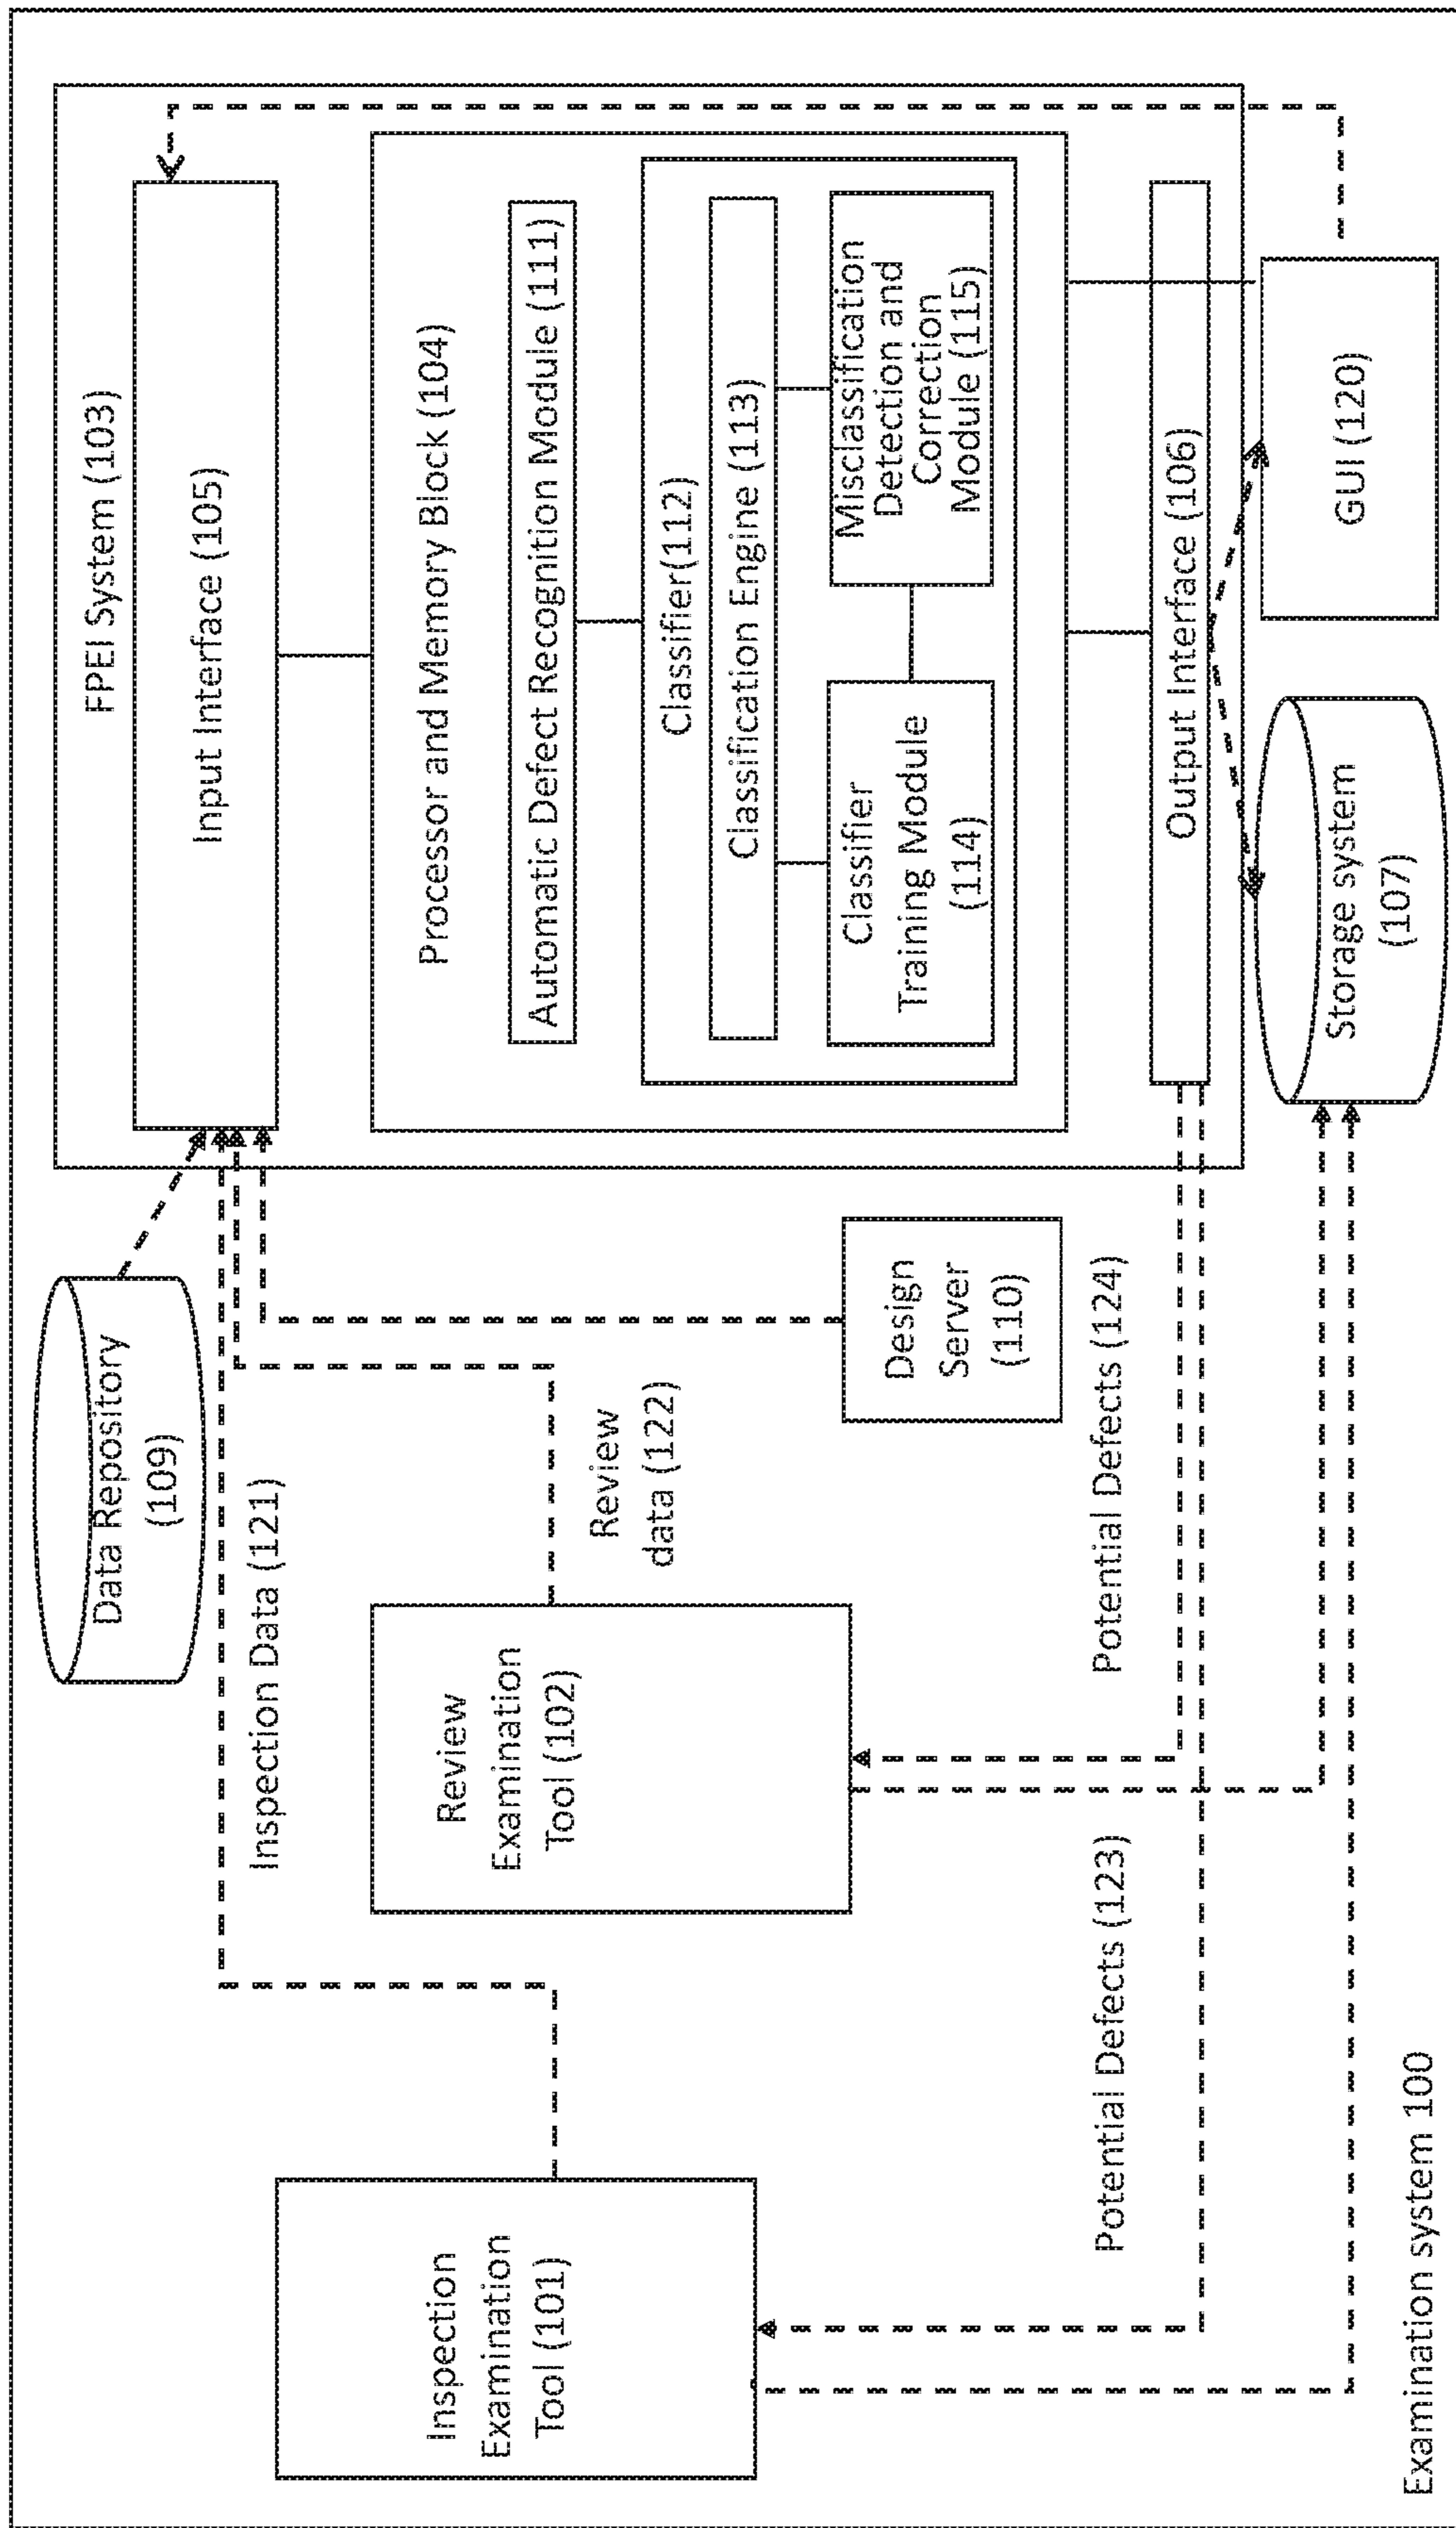 FPEI System (103)
Input Interface (105)
Processor and Memory Block (104)
Automatic Defect Recognition Module (111)
Classifier(112)
Classification Engine (113)
Classifier
Training Module
(114)
Misclassification
Detection and
Correction
Module (115)
Output Interface (106)
GUI (120)
Storage system
(107)
Data Repository
(109)
Inspection Data (121)
Review
data (122)
Design
Server
(110)
Review
Examination
Tool (102)
Inspection
Examination
Tool (101)
Potential Defects (123)
Potential Defects (124)
Examination system 100